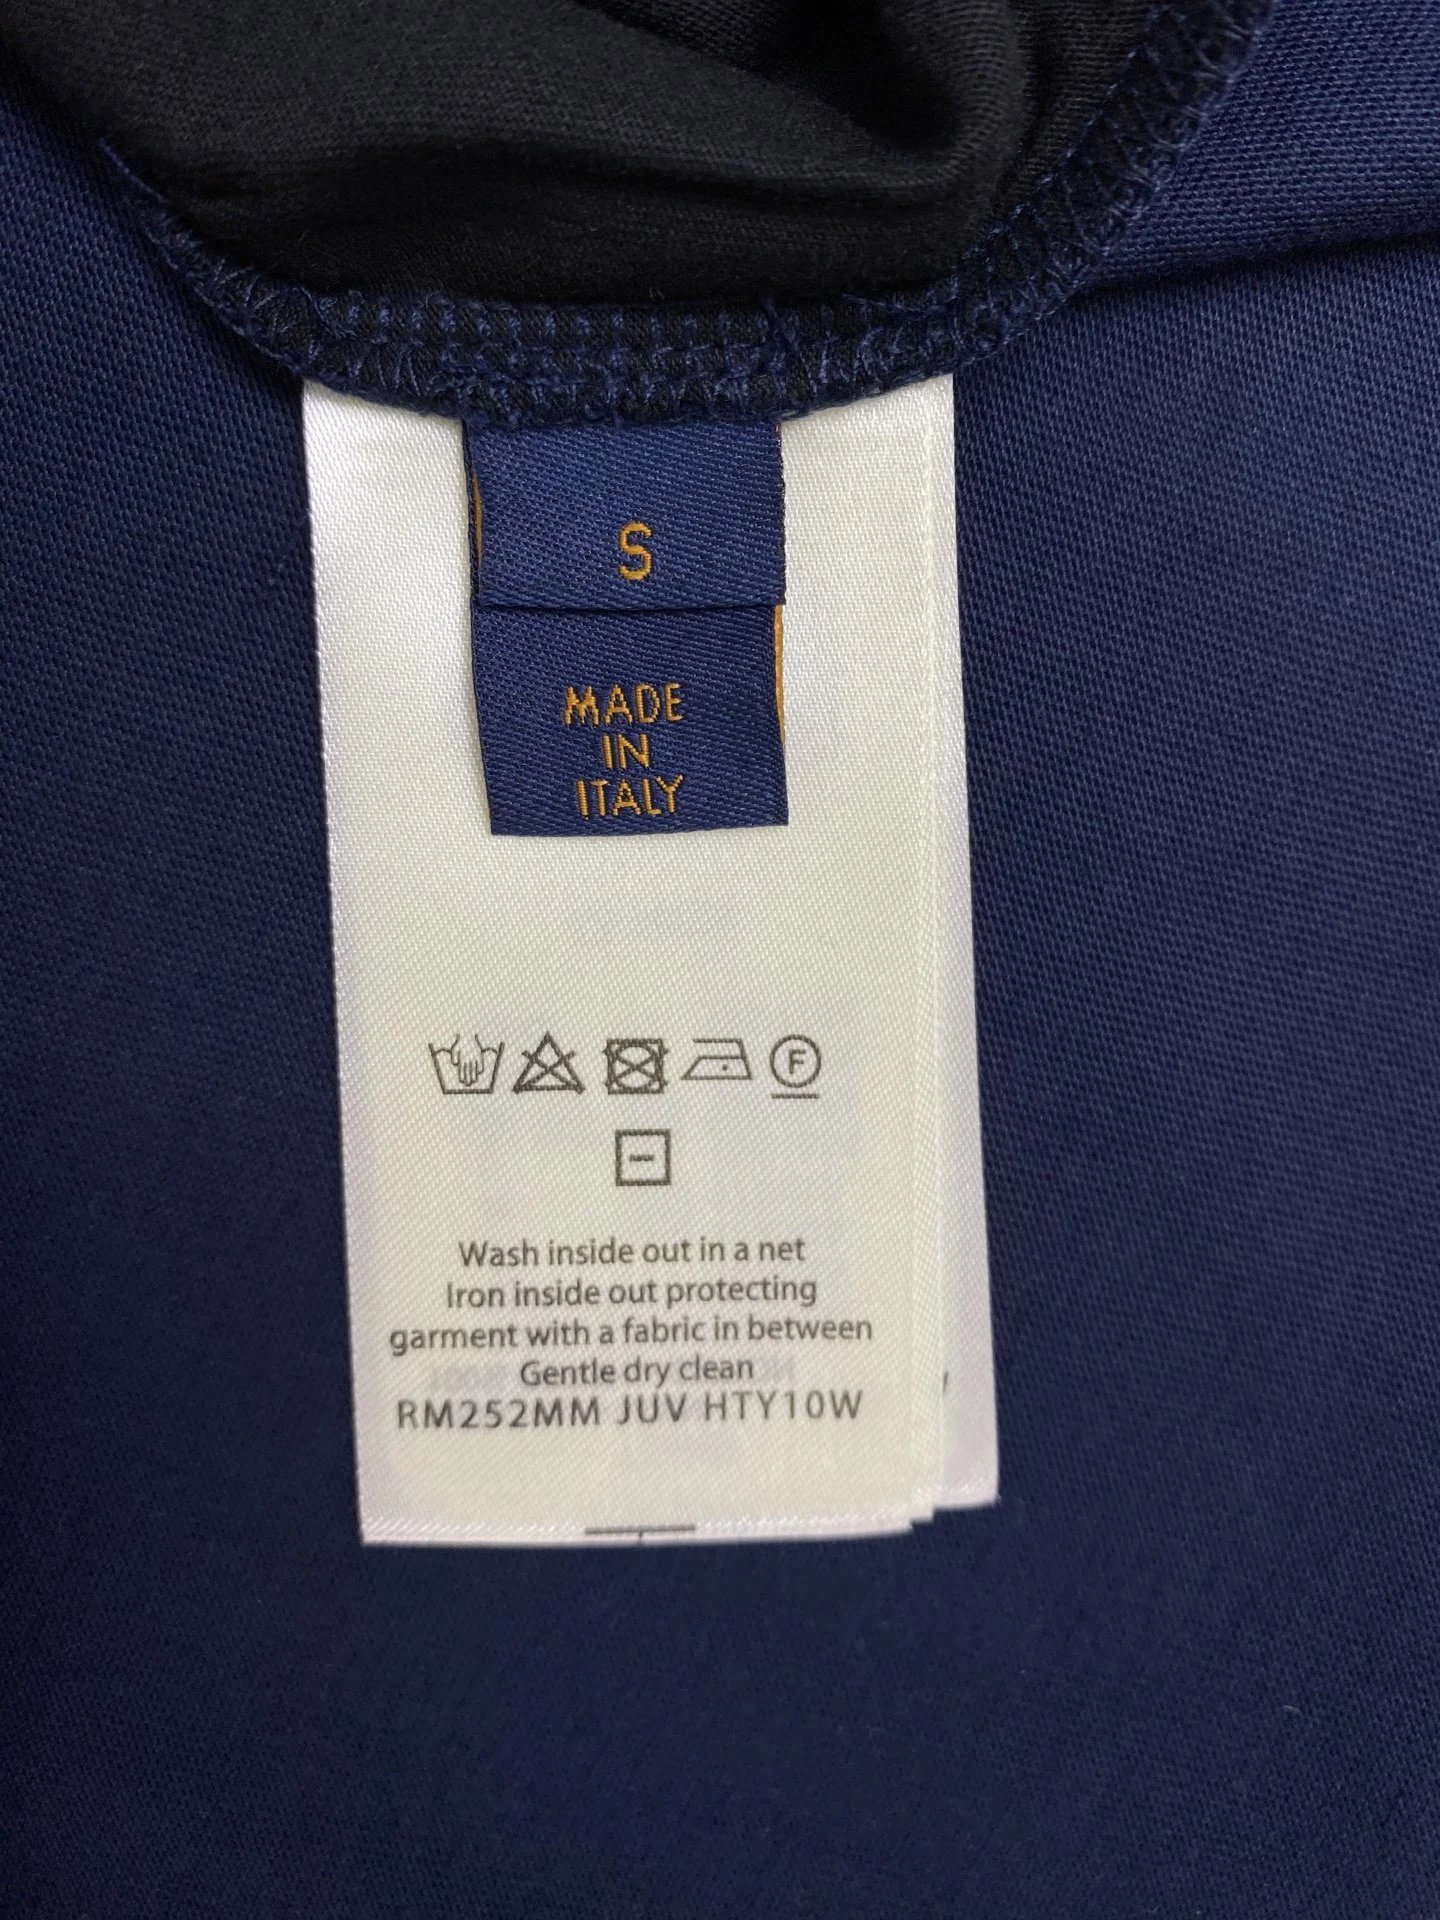 S
MADE
IN
ITALY
F
Wash inside out in a net
Iron inside out protecting
garment with a fabric in between
Gentle dry clean
RM252MM JUV HTY10W